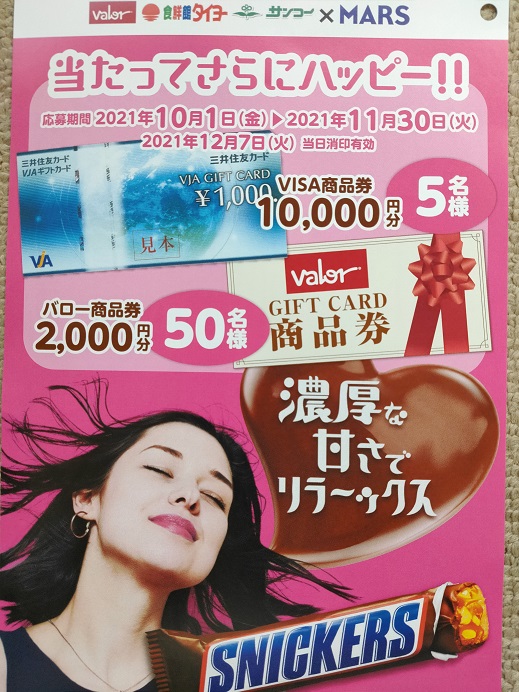 Valor 食鮮館タイヨー サンコー × MARS
当たってさらにハッピー!!
応募期間 2021年10月1日(金)▶2021年11月30日(火)
2021年12月7日(火) 当日消印有効
三井住友カード
VJAギフトカード
三井住友カード
VJA GIFT CARD
¥1,000
見本
VJA
VISA商品券
10,000円分
5名様
バロー商品券
2,000円分
50名様
Valor
GIFT CARD
商品券
濃厚な
甘さで
リラ〜ックス
SNICKERS